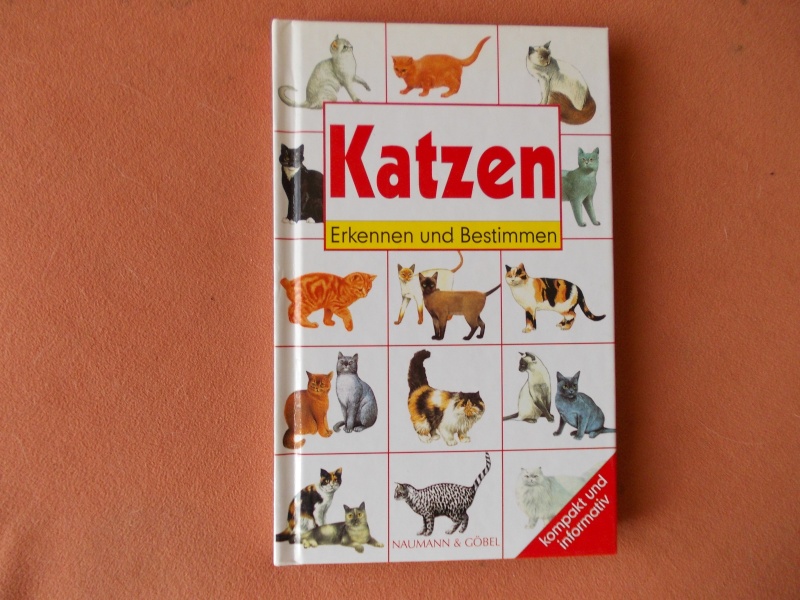 Katzen
Erkennen und Bestimmen
kompakt und
informativ
NAUMANN & GÖBEL